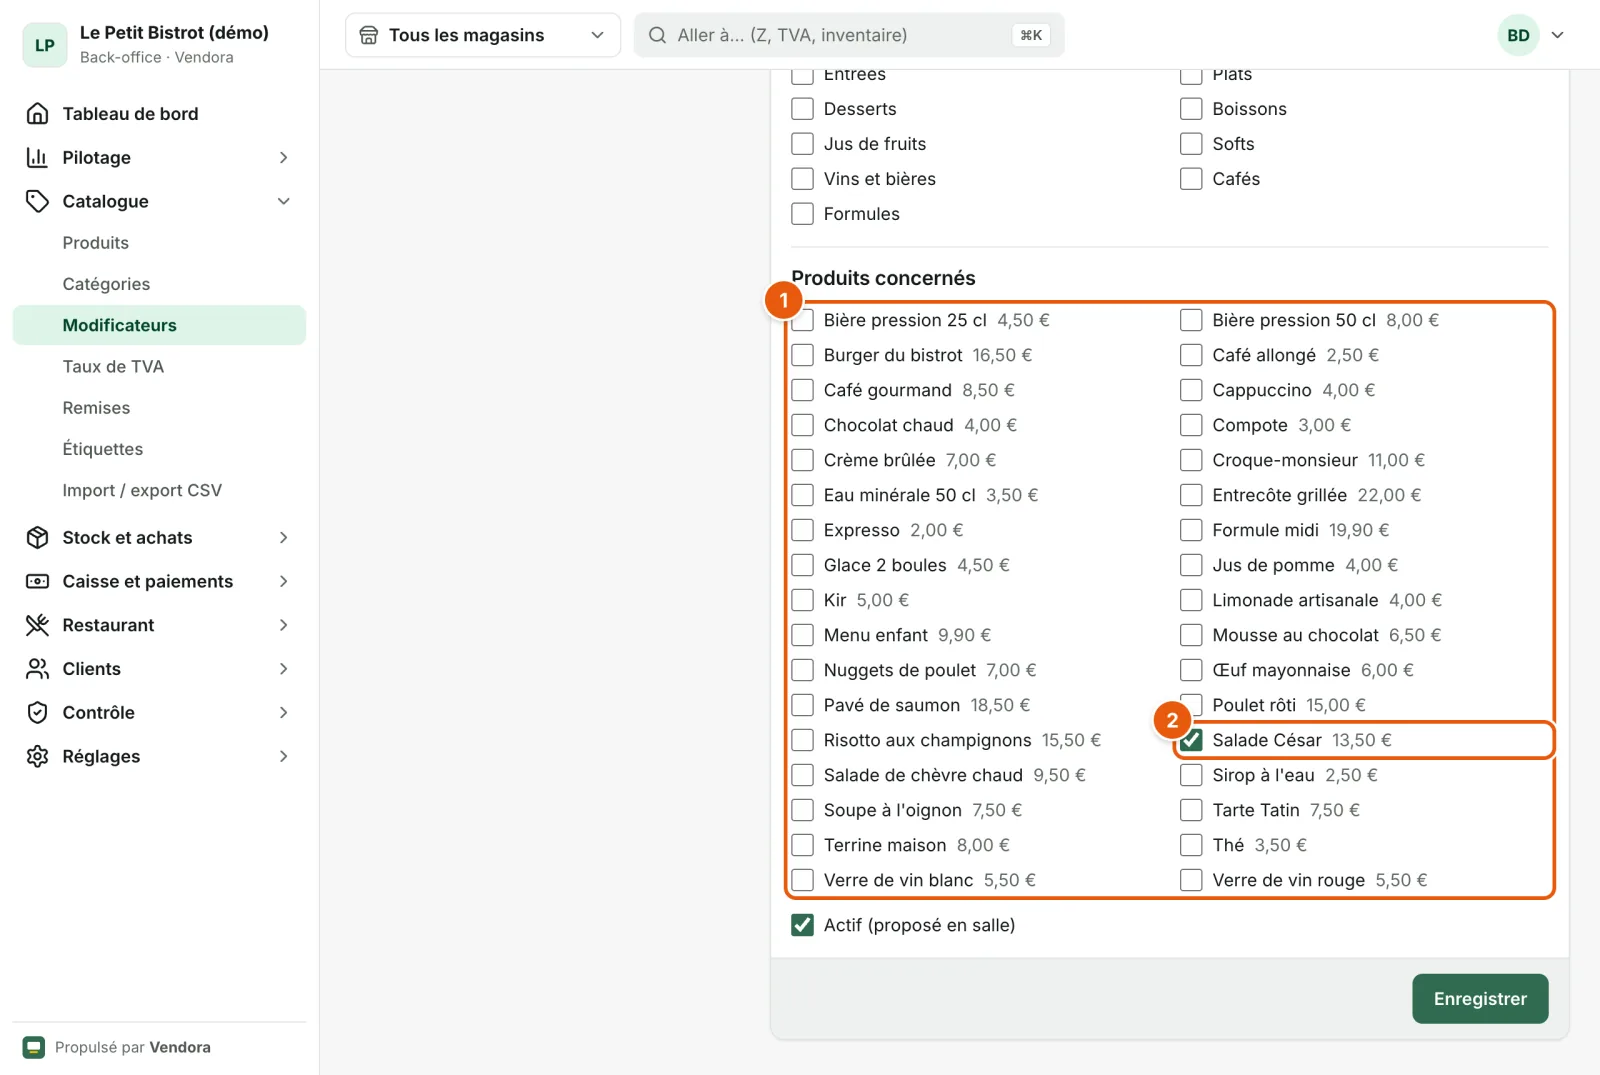 LP
Le Petit Bistrot (démo)
Back-office · Vendora
Tous les magasins
Aller à... (Z, TVA, inventaire)
⌘K
BD
Tableau de bord
Pilotage
Catalogue
Produits
Catégories
Modificateurs
Taux de TVA
Remises
Étiquettes
Import / export CSV
Stock et achats
Caisse et paiements
Restaurant
Clients
Contrôle
Réglages
Propulsé par Vendora
Entrées
Plats
Desserts
Boissons
Jus de fruits
Softs
Vins et bières
Cafés
Formules
Produits concernés
1
Bière pression 25 cl 4,50 €
Bière pression 50 cl 8,00 €
Burger du bistrot 16,50 €
Café allongé 2,50 €
Café gourmand 8,50 €
Cappuccino 4,00 €
Chocolat chaud 4,00 €
Compote 3,00 €
Crème brûlée 7,00 €
Croque-monsieur 11,00 €
Eau minérale 50 cl 3,50 €
Entrecôte grillée 22,00 €
Expresso 2,00 €
Formule midi 19,90 €
Glace 2 boules 4,50 €
Jus de pomme 4,00 €
Kir 5,00 €
Limonade artisanale 4,00 €
Menu enfant 9,90 €
Mousse au chocolat 6,50 €
Nuggets de poulet 7,00 €
Œuf mayonnaise 6,00 €
Pavé de saumon 18,50 €
Poulet rôti 15,00 €
2
Risotto aux champignons 15,50 €
Salade César 13,50 €
Salade de chèvre chaud 9,50 €
Sirop à l'eau 2,50 €
Soupe à l'oignon 7,50 €
Tarte Tatin 7,50 €
Terrine maison 8,00 €
Thé 3,50 €
Verre de vin blanc 5,50 €
Verre de vin rouge 5,50 €
Actif (proposé en salle)
Enregistrer